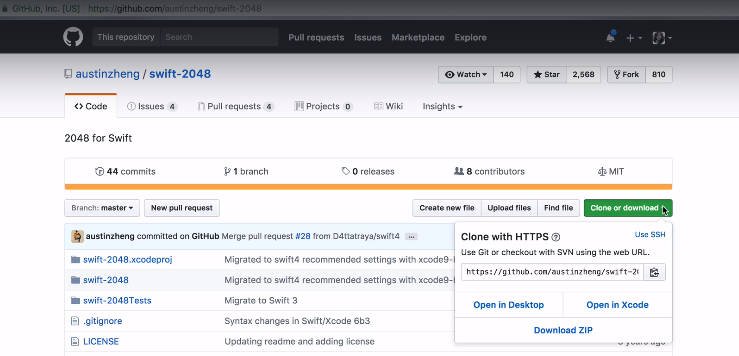 GitHub, Inc. [US] https://github.com/austinzheng/swift-2048
This repository Search Pull requests Issues Marketplace Explore
austinzheng / swift-2048 Watch 140 Star 2,568 Fork 810
Code Issues 4 Pull requests 4 Projects 0 Wiki Insights
2048 for Swift
44 commits 1 branch 0 releases 8 contributors MIT
Branch: master New pull request Create new file Upload files Find file Clone or download
austinzheng committed on GitHub Merge pull request #28 from D4ttatraya/swift4 ...
Clone with HTTPS Use SSH
Use Git or checkout with SVN using the web URL.
https://github.com/austinzheng/swift-20
Open in Desktop Open in Xcode
Download ZIP
swift-2048.xcodeproj Migrated to swift4 recommended settings with xcode9-
swift-2048 Migrated to swift4 recommended settings with xcode9-
swift-2048Tests Migrate to Swift 3
.gitignore Syntax changes in Swift/Xcode 6b3
LICENSE Updating readme and adding license